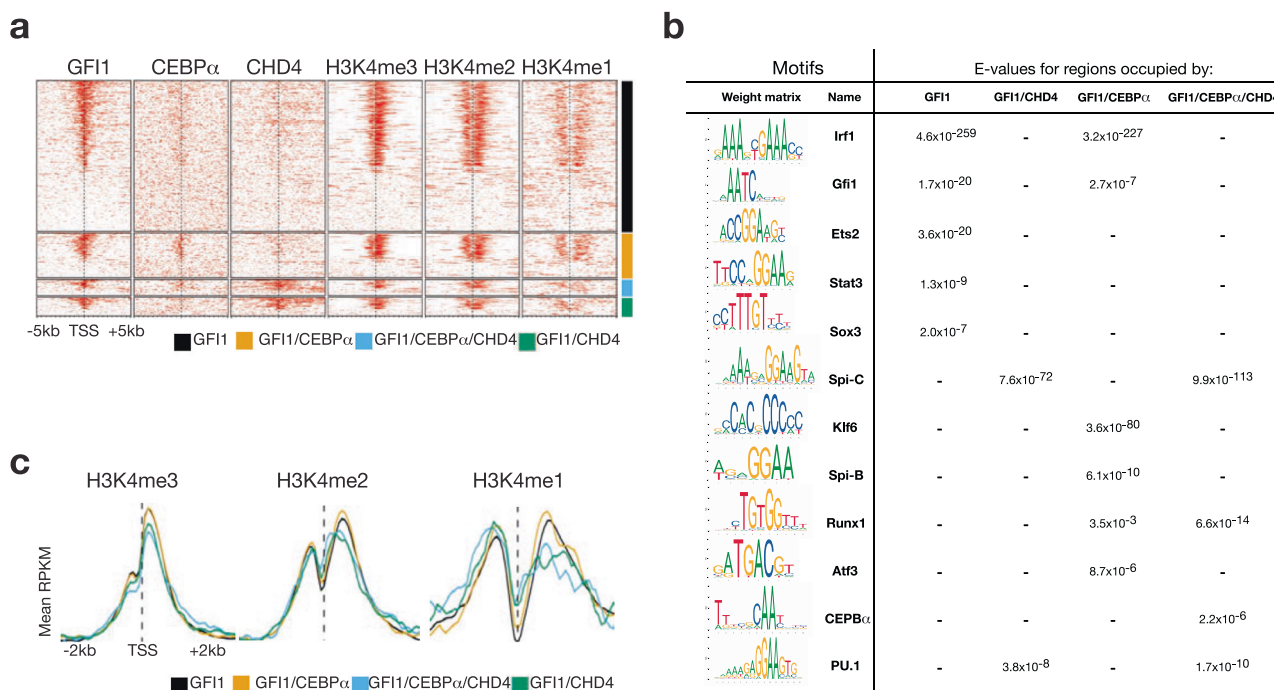 a
GFI1 CEBPα CHD4 H3K4me3 H3K4me2 H3K4me1
-5kb TSS +5kb
GFI1 GFI1/CEBPα GFI1/CEBPα/CHD4 GFI1/CHD4
b
Motifs E-values for regions occupied by:
Weight matrix Name GFI1 GFI1/CHD4 GFI1/CEBPα GFI1/CEBPα/CHD4
Irf1 4.6x10-259 - 3.2x10-227 -
Gfi1 1.7x10-20 - 2.7x10-7 -
Ets2 3.6x10-20 - - -
Stat3 1.3x10-9 - - -
Sox3 2.0x10-7 - - -
Spi-C - 7.6x10-72 - 9.9x10-113
Klf6 - - 3.6x10-80 -
Spi-B - - 6.1x10-10 -
Runx1 - - 3.5x10-3 6.6x10-14
Atf3 - - 8.7x10-6 -
CEPBα - - - 2.2x10-6
PU.1 - 3.8x10-8 - 1.7x10-10
c
H3K4me3 H3K4me2 H3K4me1
Mean RPKM
-2kb TSS +2kb
GFI1 GFI1/CEBPα GFI1/CEBPα/CHD4 GFI1/CHD4